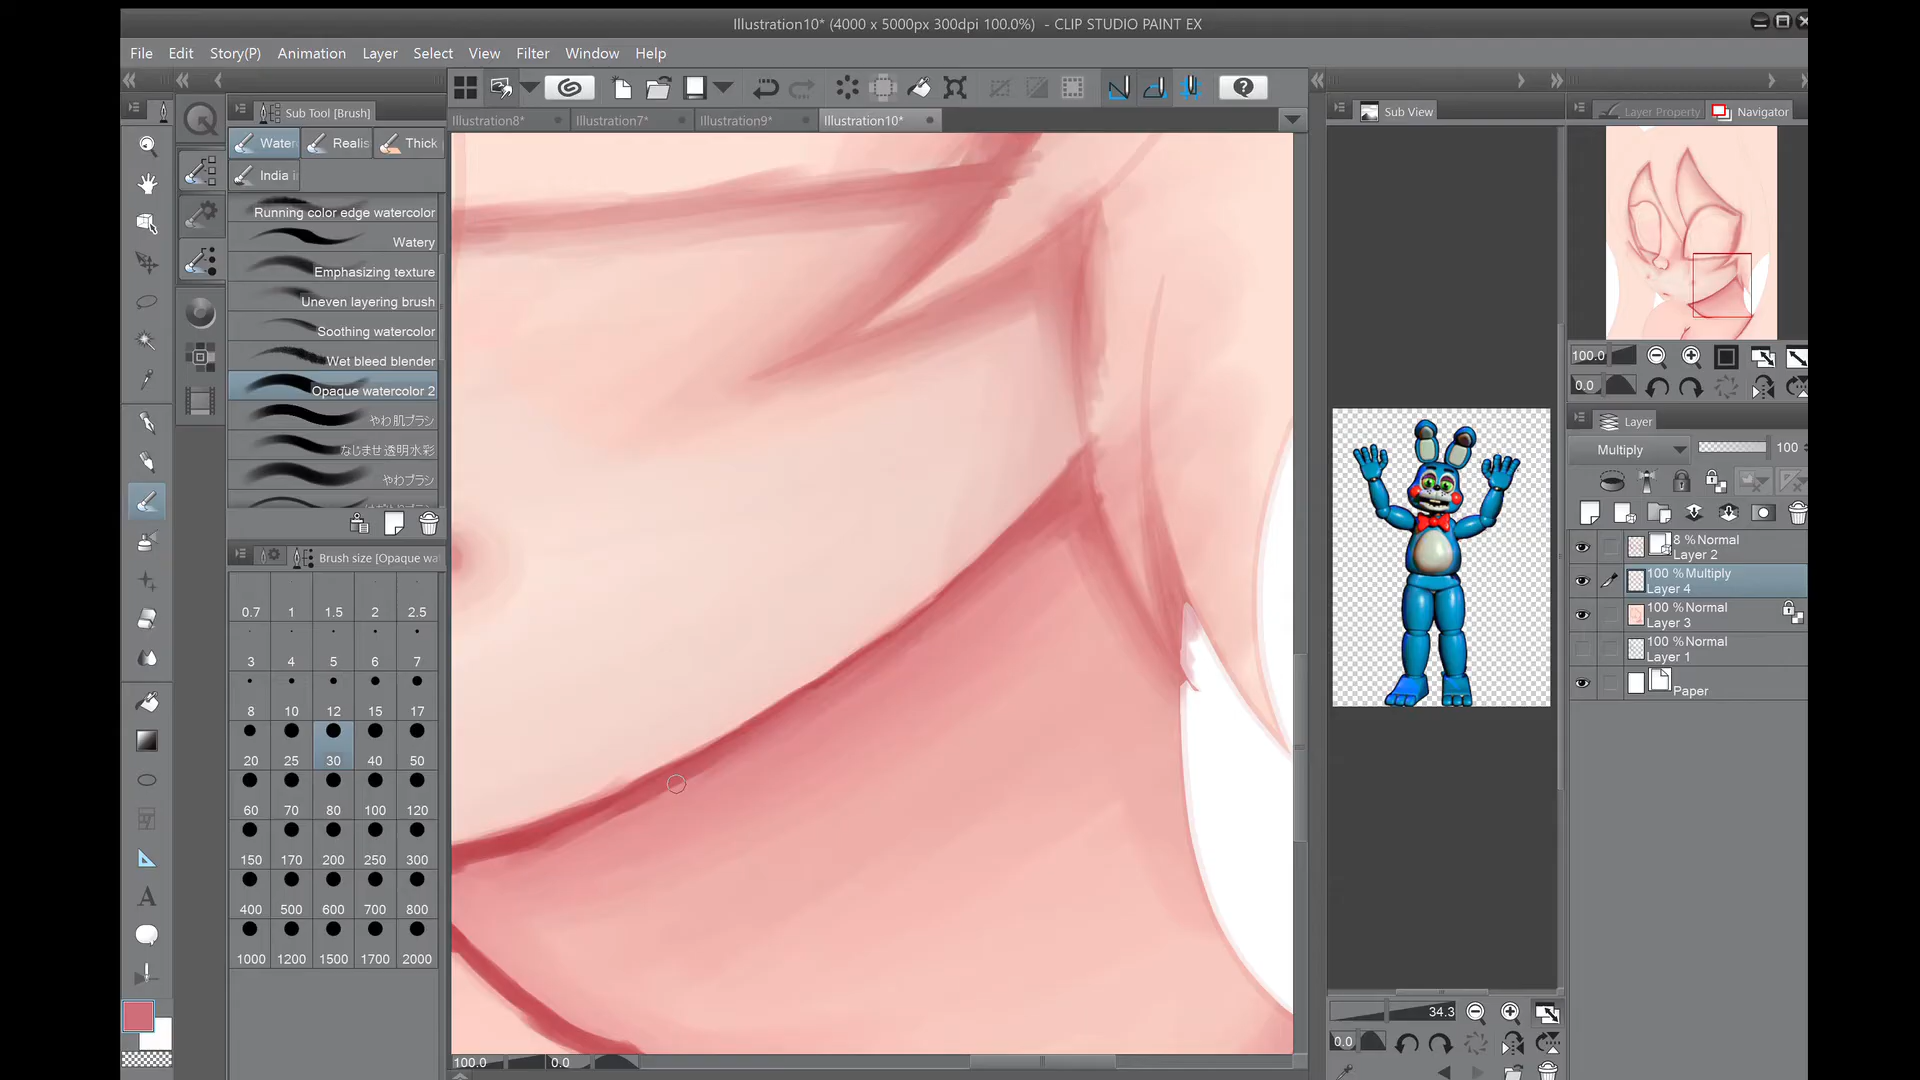 Illustration10* (4000 x 5000px 300dpi 100.0%) - CLIP STUDIO PAINT EX
File Edit Story(P) Animation Layer Select View Filter Window Help
Sub Tool [Brush]
Water Realis Thick
India i
Running color edge watercolor
Watery
Emphasizing texture
Uneven layering brush
Soothing watercolor
Wet bleed blender
Opaque watercolor 2
やわ肌ブラシ
なじませ透明水彩
やわブラシ
Brush size [Opaque wa
0.7 1 1.5 2 2.5
3 4 5 6 7
8 10 12 15 17
20 25 30 40 50
60 70 80 100 120
150 170 200 250 300
400 500 600 700 800
1000 1200 1500 1700 2000
Illustration8* Illustration7* Illustration9* Illustration10*
100.0 0.0
Sub View
34.3
0.0
Layer Property Navigator
100.0
0.0
Layer
Multiply 100
8 % Normal
Layer 2
100 % Multiply
Layer 4
100 % Normal
Layer 3
100 % Normal
Layer 1
Paper